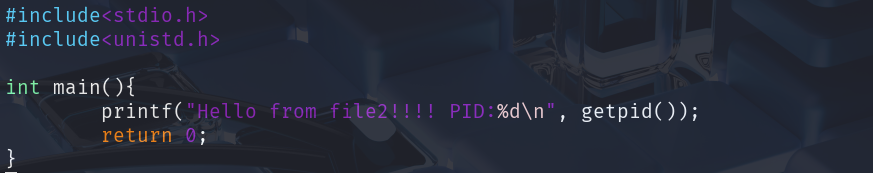 #include<stdio.h>
#include<unistd.h>
int main(){
        printf("Hello from file2!!!! PID:%d\n", getpid());
        return 0;
}